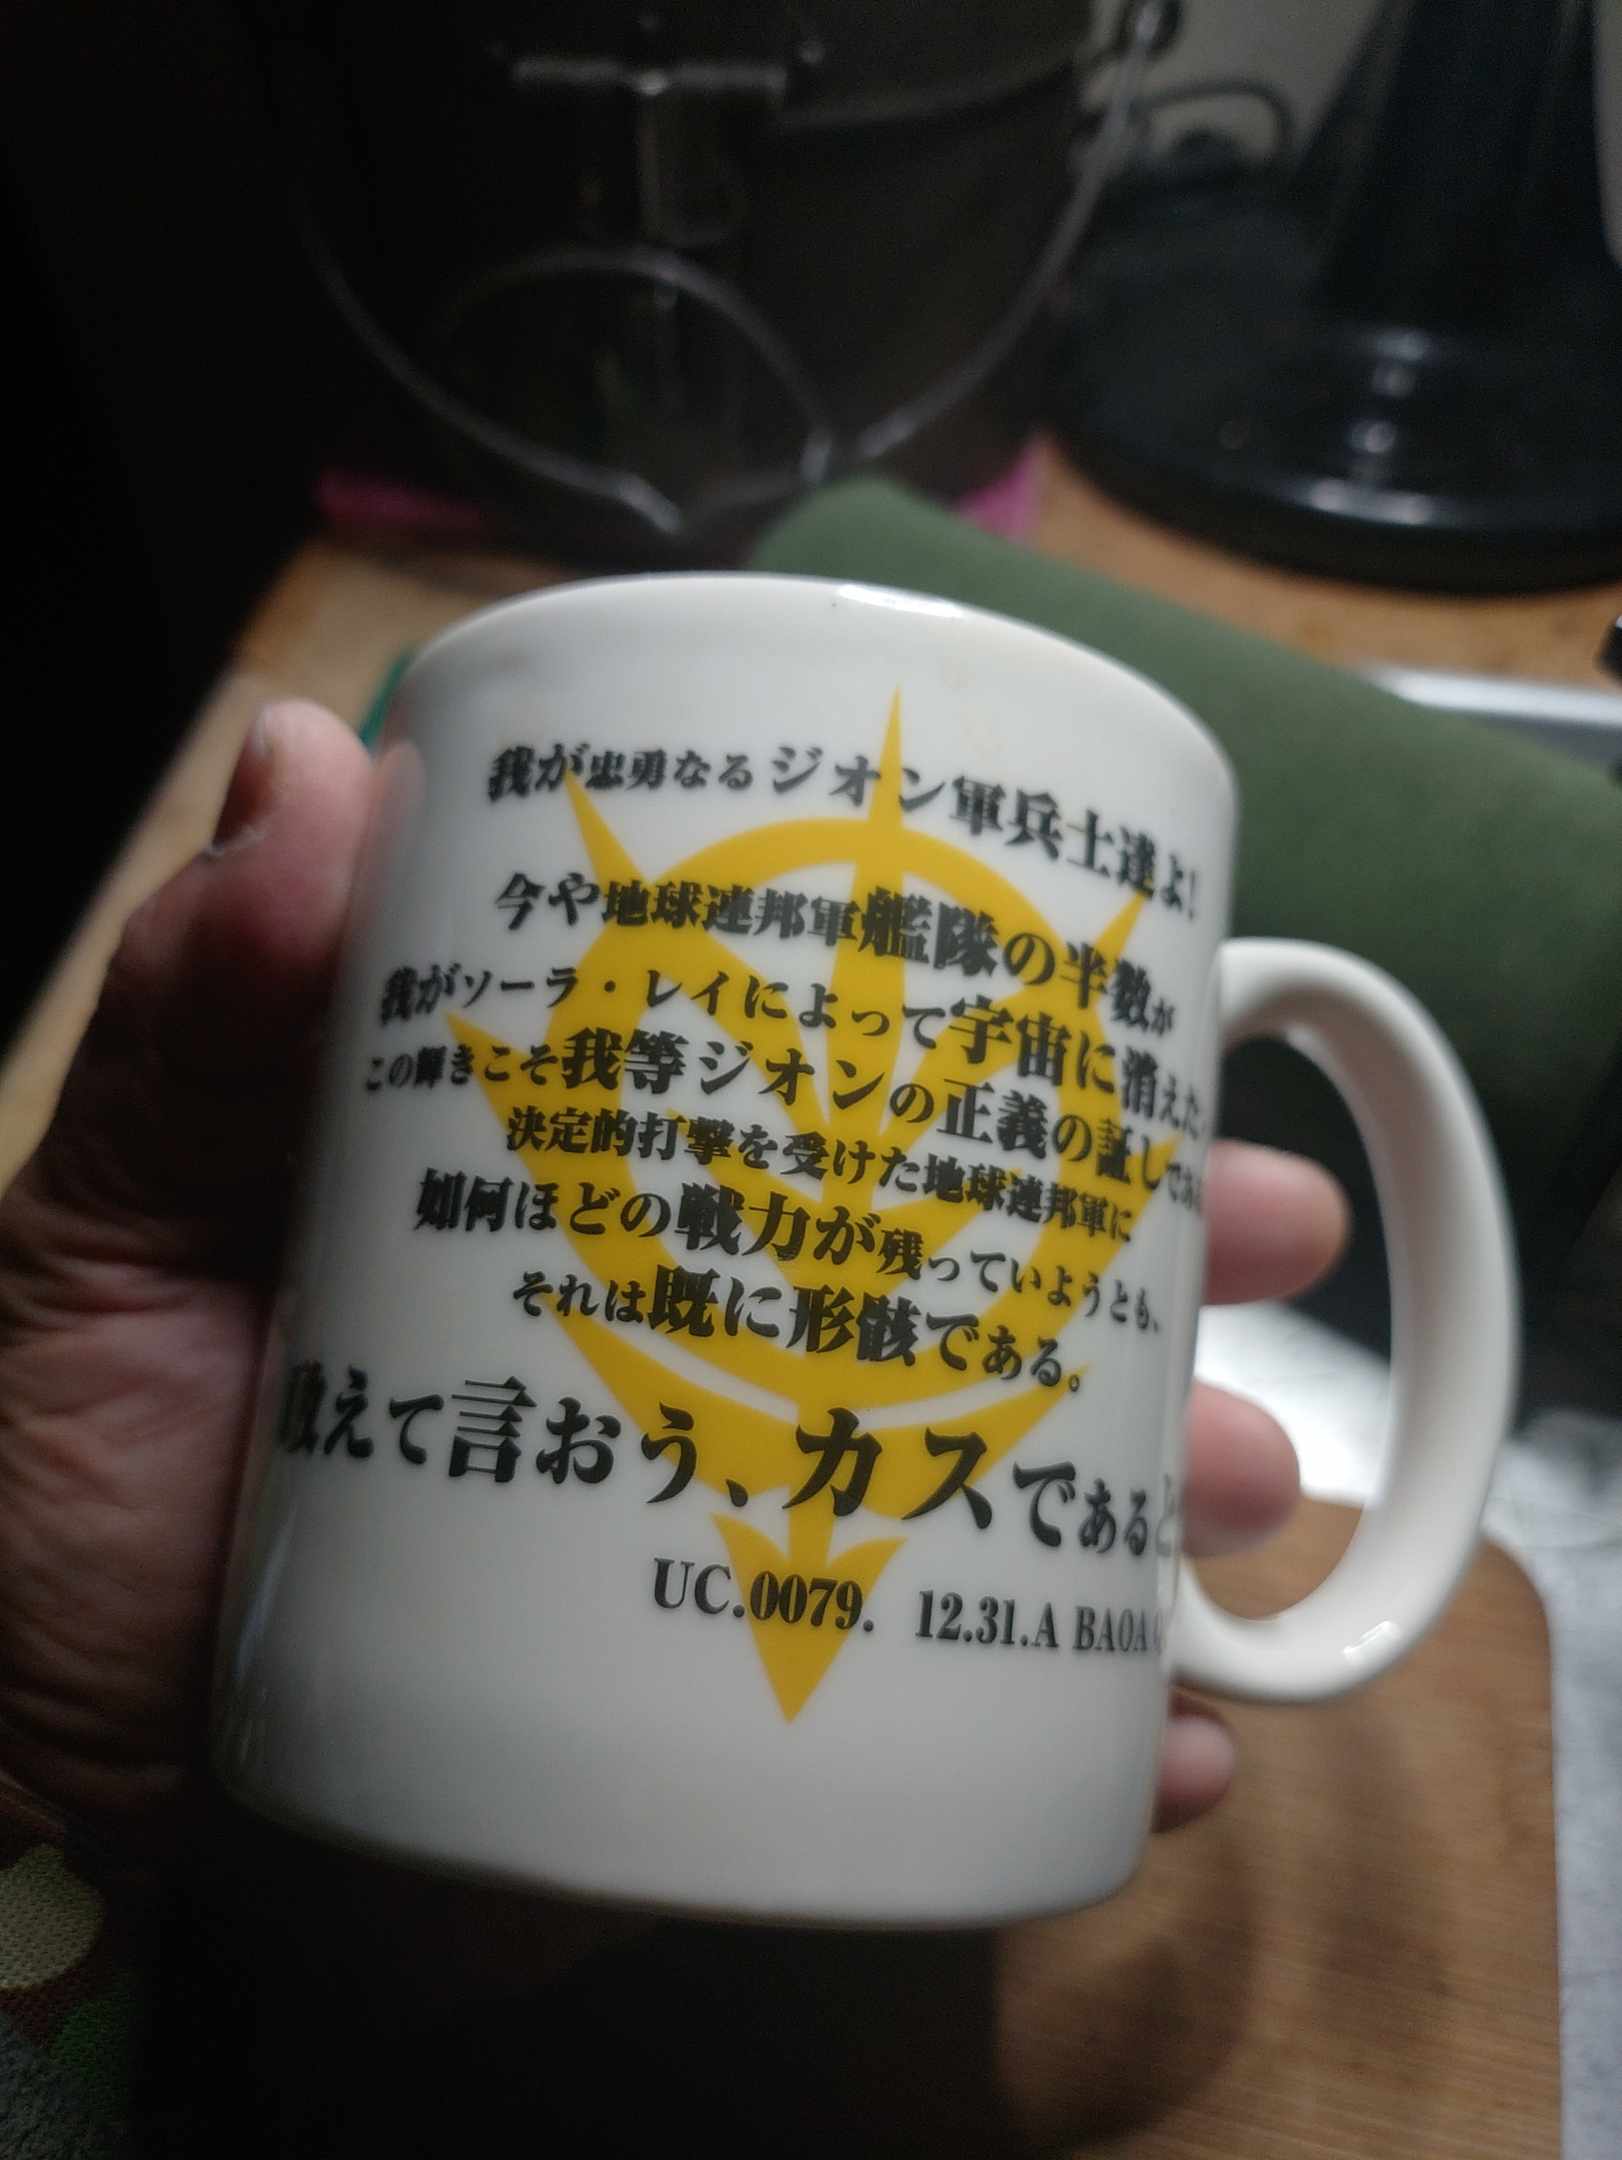 我が忠勇なるジオン軍兵士達よ!
今や地球連邦軍艦隊の半数が
我がソーラ・レイによって宇宙に消えた
この輝きこそ我等ジオンの正義の証しであ
決定的打撃を受けた地球連邦軍に
如何ほどの戦力が残っていようとも、
それは既に形骸である。
敢えて言おう、カスであると
UC.0079. 12.31.A BAOA